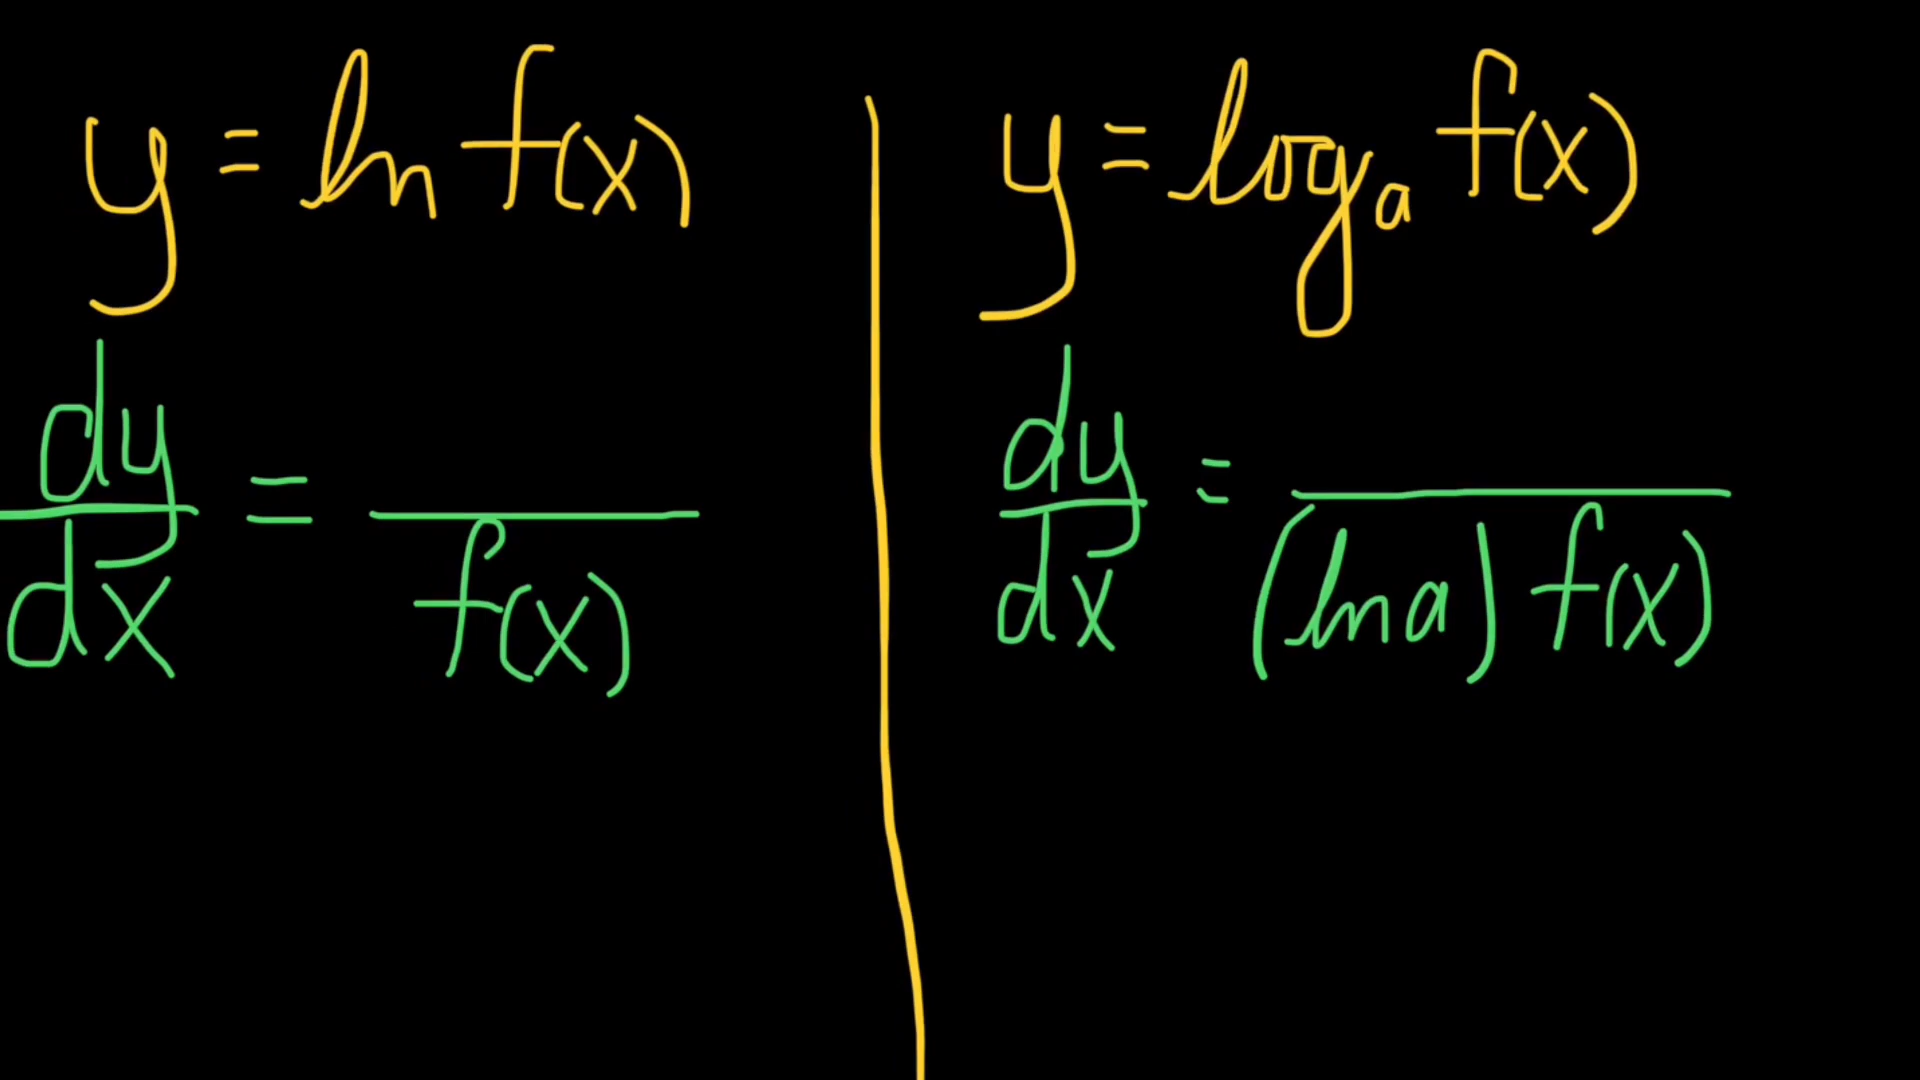 y = ln f(x)
dy/dx = /f(x)
y = logₐ f(x)
dy/dx = /(ln a) f(x)